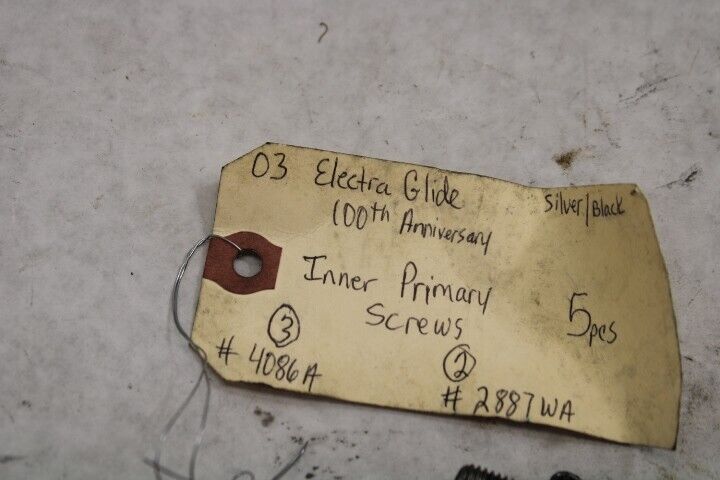 03 Electra Glide
100th Anniversary
Silver/Black
Inner Primary
Screws
5pcs
3
# 4086A
2
# 2887WA